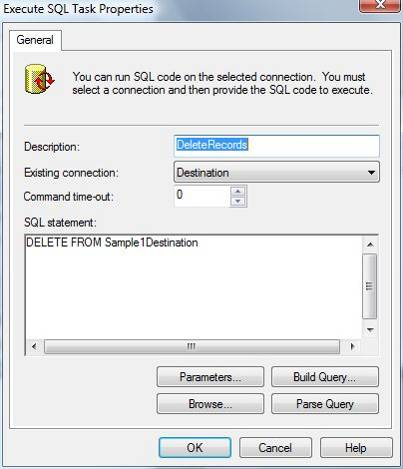 Execute SQL Task Properties
General
You can run SQL code on the selected connection. You must
select a connection and then provide the SQL code to execute.
Description:
DeleteRecords
Existing connection:
Destination
Command time-out:
0
SQL statement:
DELETE FROM Sample1Destination
Parameters...
Build Query...
Browse...
Parse Query
OK
Cancel
Help